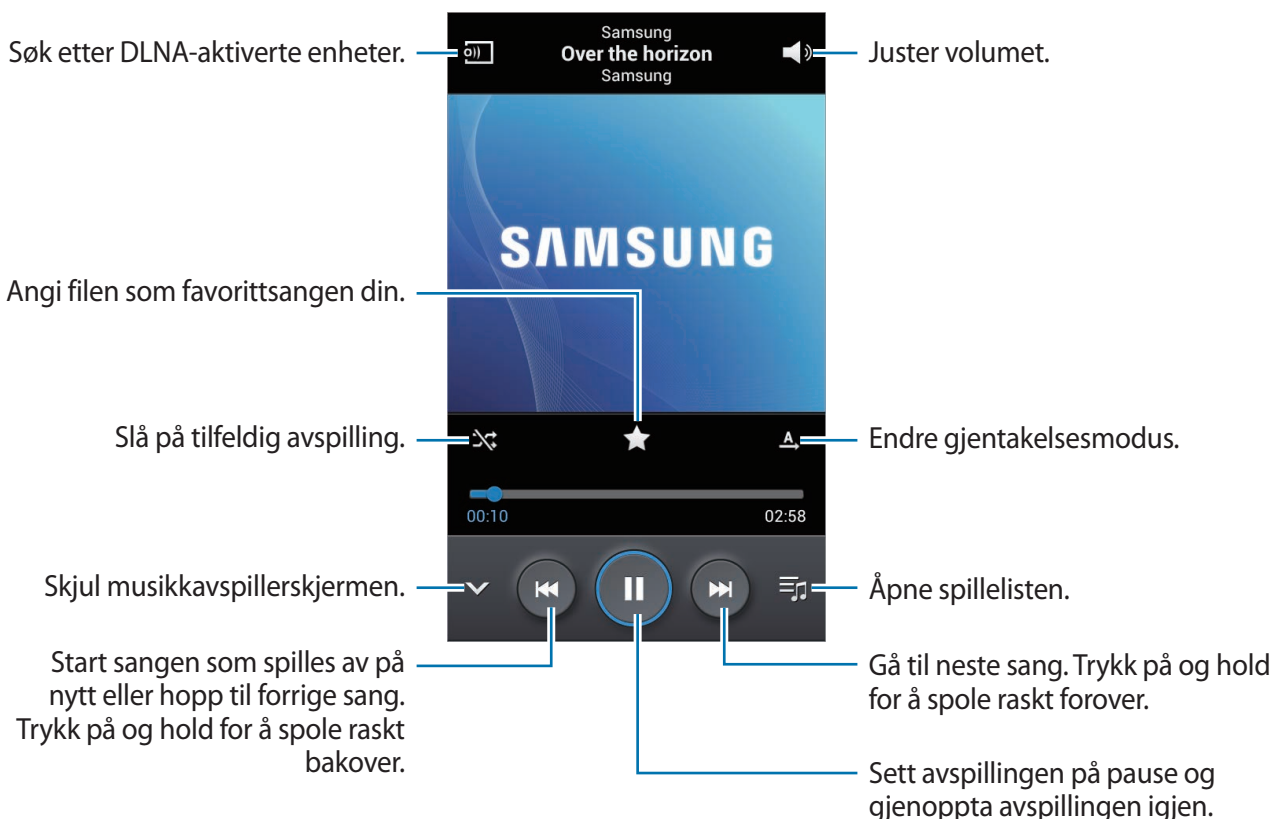 Samsung
Søk etter DLNA-aktiverte enheter.
Over the horizon
Juster volumet.
Samsung
SAMSUNG
Angi filen som favorittsangen din.
Slå på tilfeldig avspilling.
A
Endre gjentakelsesmodus.
00:10
02:58
Skjul musikkavspillerskjermen.
Åpne spillelisten.
Start sangen som spilles av på
nytt eller hopp til forrige sang.
Trykk på og hold for å spole raskt
bakover.
Gå til neste sang. Trykk på og hold
for å spole raskt forover.
Sett avspillingen på pause og
gjenoppta avspillingen igjen.